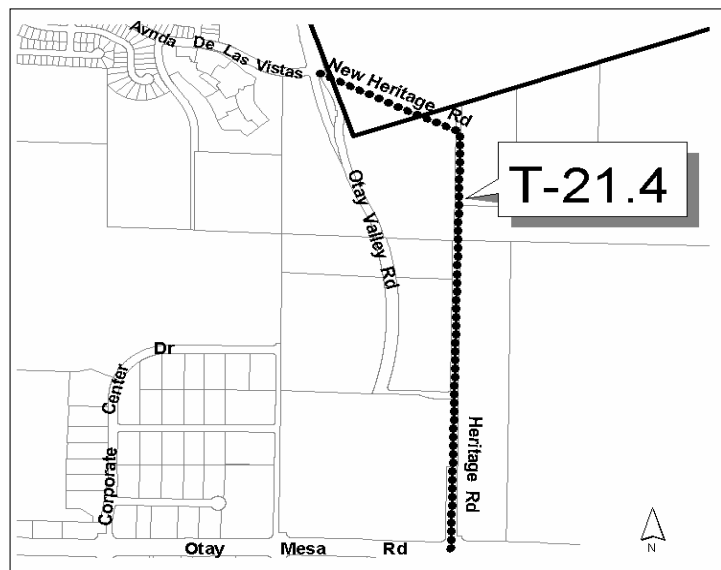 Avnda De Las Vistas
New Heritage Rd
T-21.4
Otay Valley Rd
Corporate Center Dr
Heritage Rd
Otay Mesa Rd
N